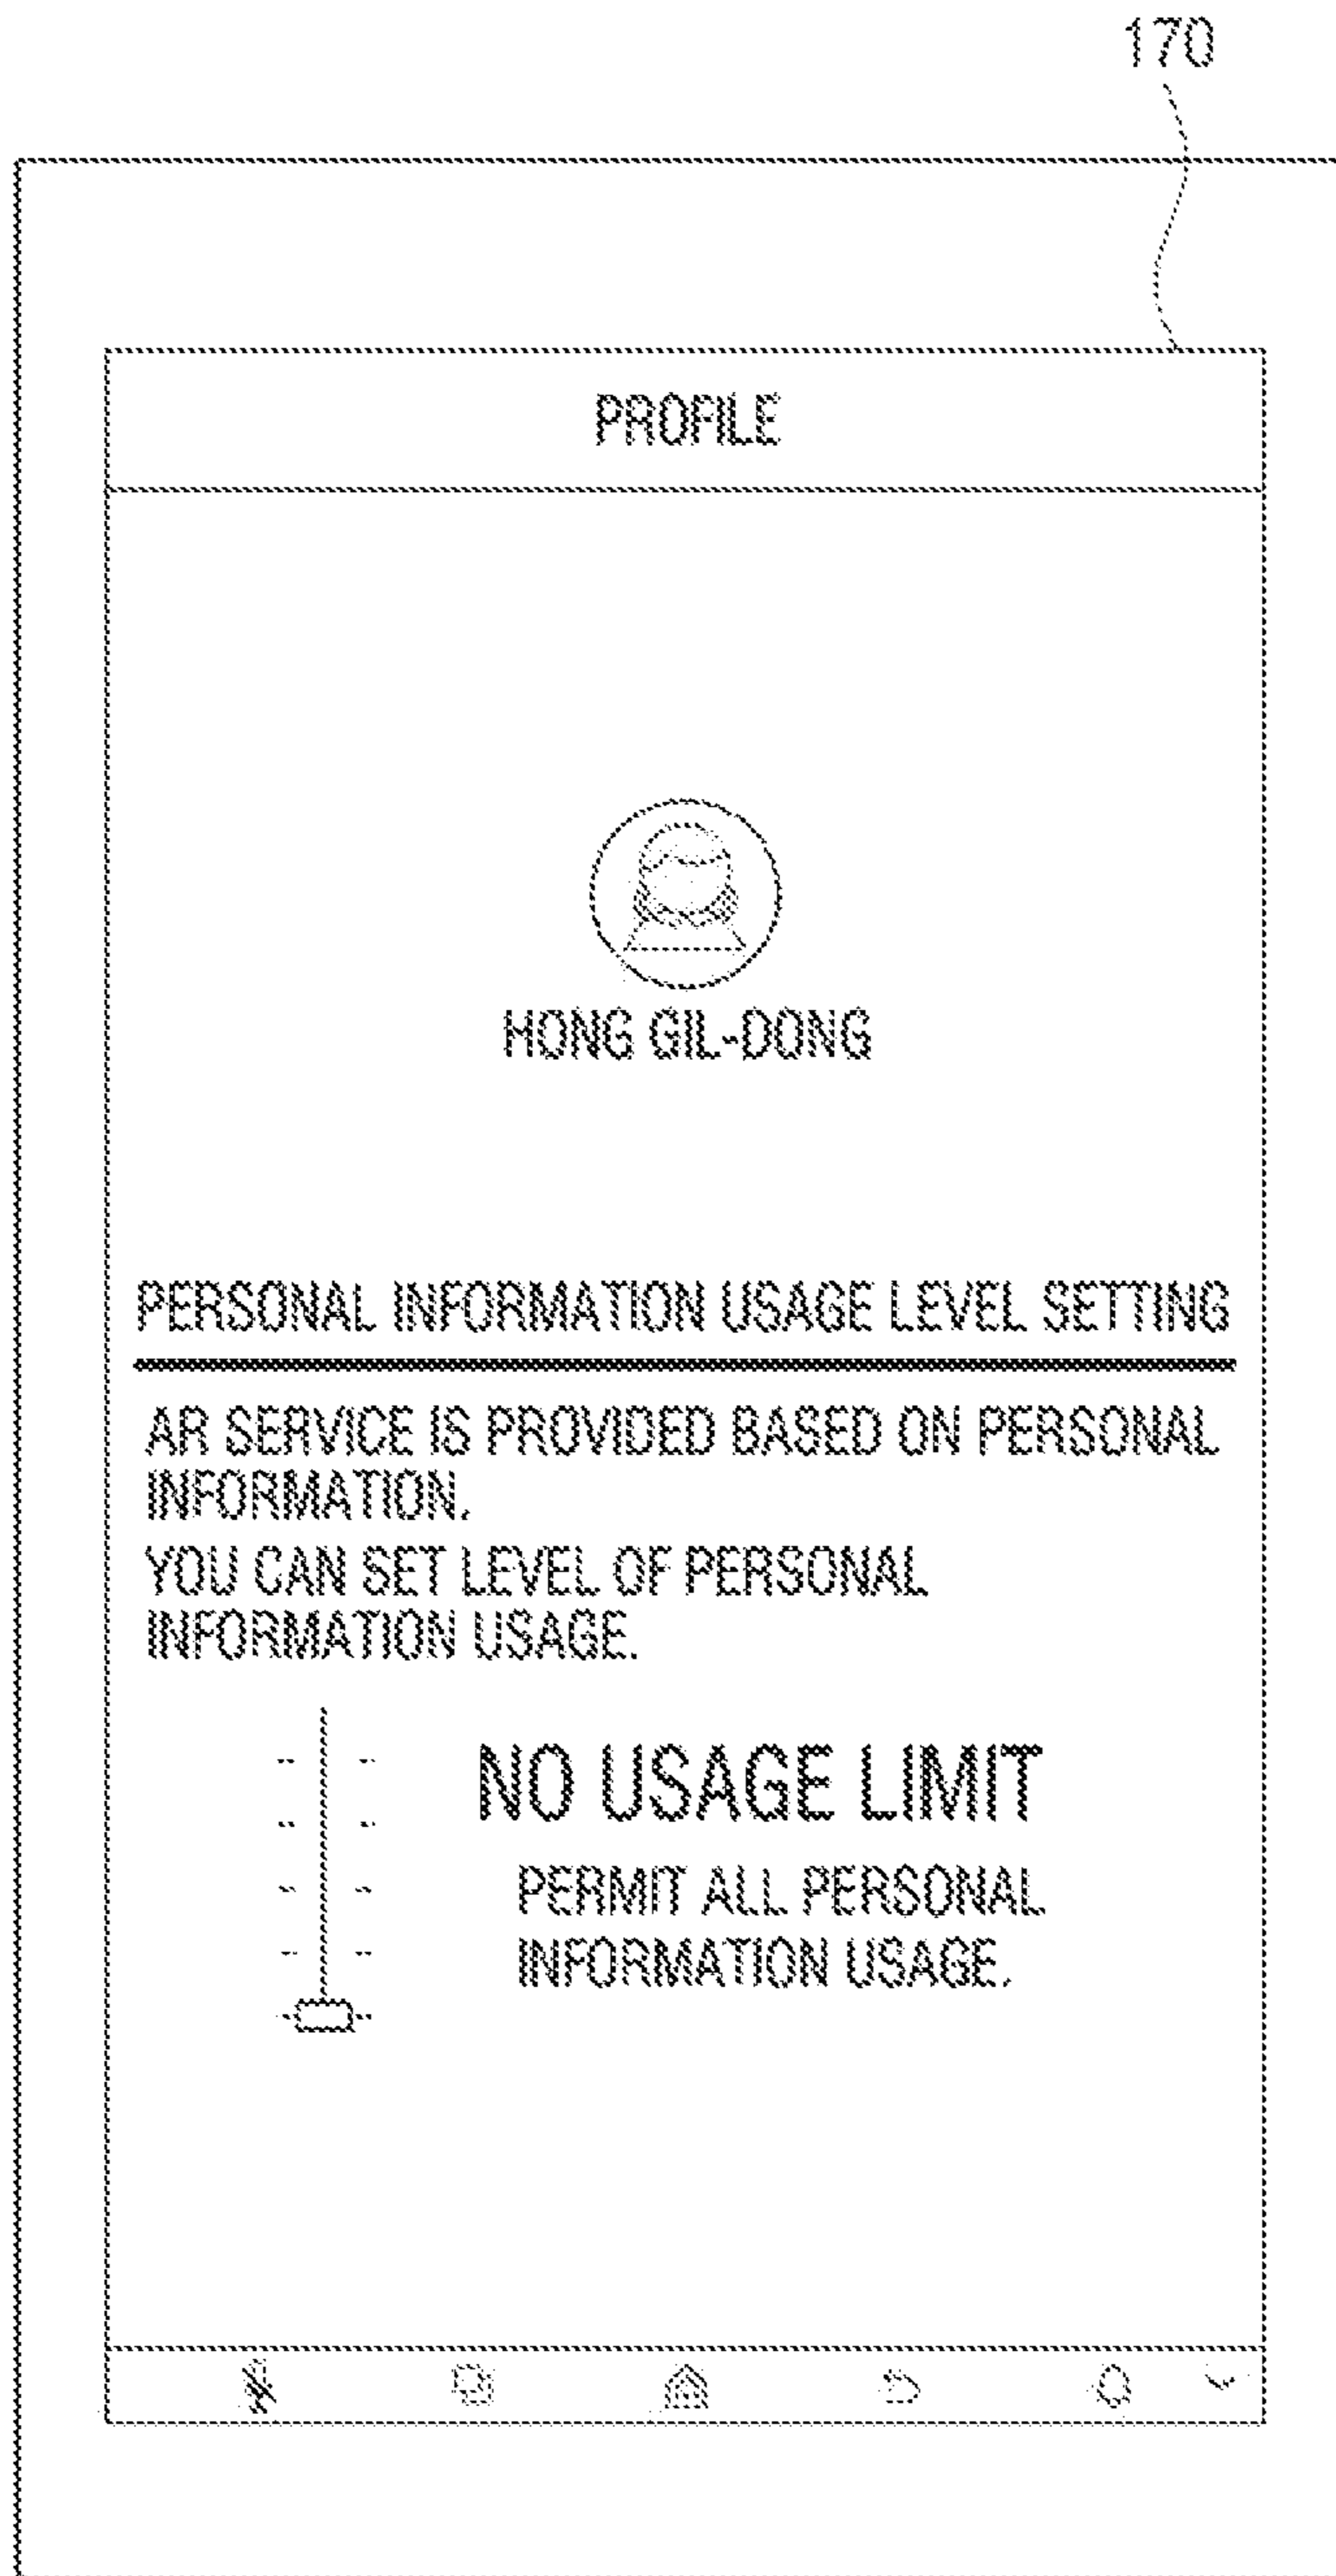 170
PROFILE
HONG GIL-DONG
PERSONAL INFORMATION USAGE LEVEL SETTING
AR SERVICE IS PROVIDED BASED ON PERSONAL
INFORMATION.
YOU CAN SET LEVEL OF PERSONAL
INFORMATION USAGE.
NO USAGE LIMIT
PERMIT ALL PERSONAL
INFORMATION USAGE.